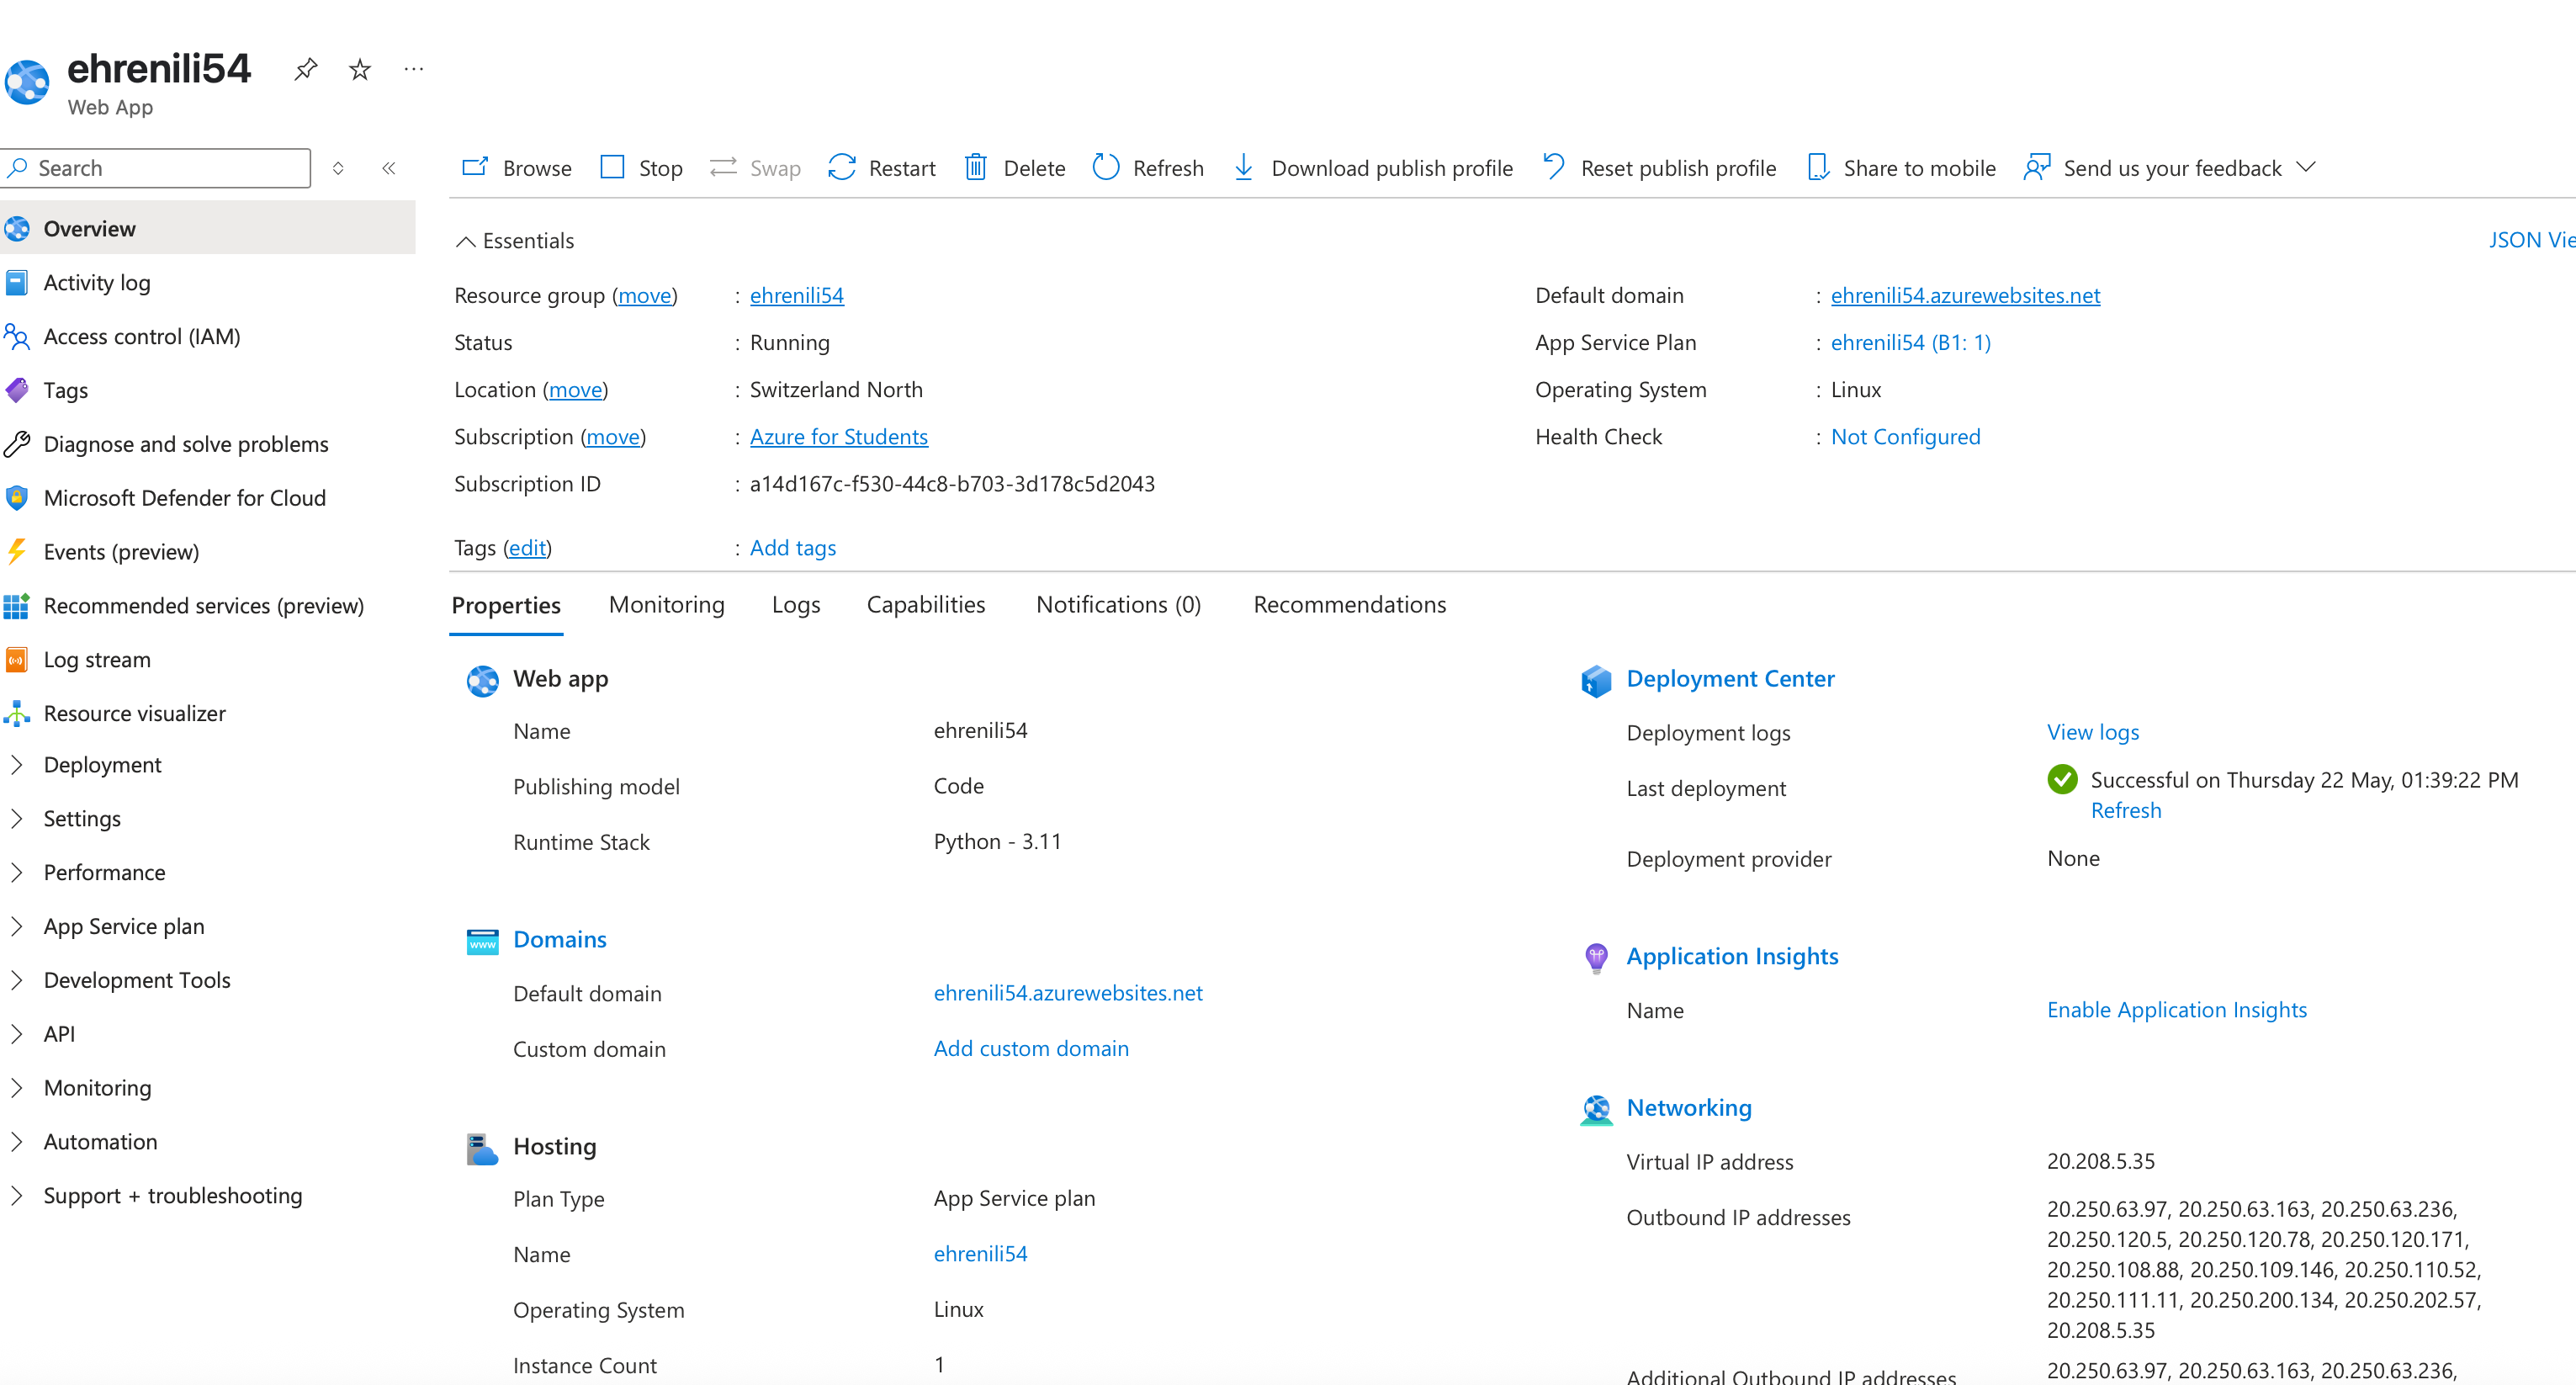 ehrenili54
Web App
Search
Overview
Activity log
Access control (IAM)
Tags
Diagnose and solve problems
Microsoft Defender for Cloud
Events (preview)
Recommended services (preview)
Log stream
Resource visualizer
Deployment
Settings
Performance
App Service plan
Development Tools
API
Monitoring
Automation
Support + troubleshooting
Browse Stop Swap Restart Delete Refresh Download publish profile Reset publish profile Share to mobile Send us your feedback
Essentials
JSON Vie
Resource group (move) : ehrenili54
Status : Running
Location (move) : Switzerland North
Subscription (move) : Azure for Students
Subscription ID : a14d167c-f530-44c8-b703-3d178c5d2043
Tags (edit) : Add tags
Default domain : ehrenili54.azurewebsites.net
App Service Plan : ehrenili54 (B1: 1)
Operating System : Linux
Health Check : Not Configured
Properties Monitoring Logs Capabilities Notifications (0) Recommendations
Web app
Name ehrenili54
Publishing model Code
Runtime Stack Python - 3.11
www
Domains
Default domain ehrenili54.azurewebsites.net
Custom domain Add custom domain
Hosting
Plan Type App Service plan
Name ehrenili54
Operating System Linux
Instance Count 1
Deployment Center
Deployment logs View logs
Last deployment Successful on Thursday 22 May, 01:39:22 PM
Refresh
Deployment provider None
Application Insights
Name Enable Application Insights
Networking
Virtual IP address 20.208.5.35
Outbound IP addresses 20.250.63.97, 20.250.63.163, 20.250.63.236,
20.250.120.5, 20.250.120.78, 20.250.120.171,
20.250.108.88, 20.250.109.146, 20.250.110.52,
20.250.111.11, 20.250.200.134, 20.250.202.57,
20.208.5.35
Additional Outbound IP addresses 20.250.63.97, 20.250.63.163, 20.250.63.236,